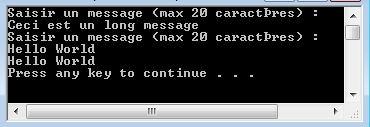 Saisir un message (max 20 caractÞres) :
Ceci est un long message
Saisir un message (max 20 caractÞres) :
Hello World
Hello World
Press any key to continue . . .